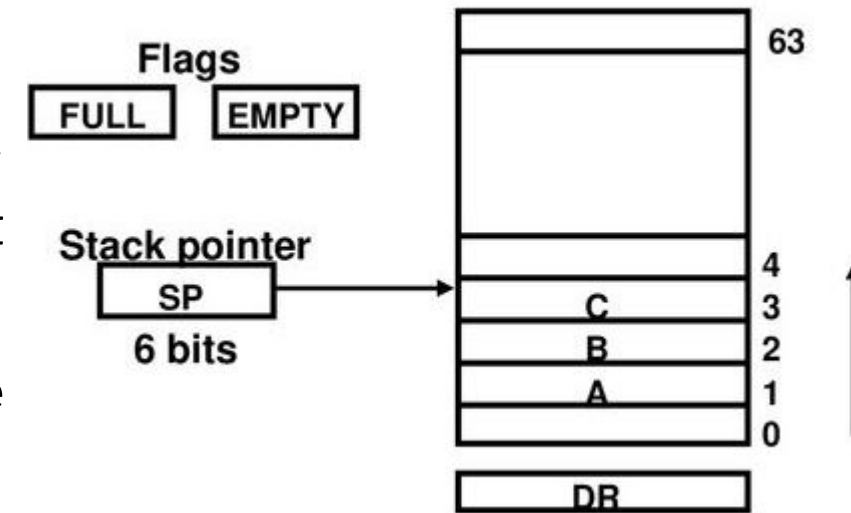 Flags
FULL EMPTY
Stack pointer
SP
6 bits
63
4
C 3
B 2
A 1
0
DR